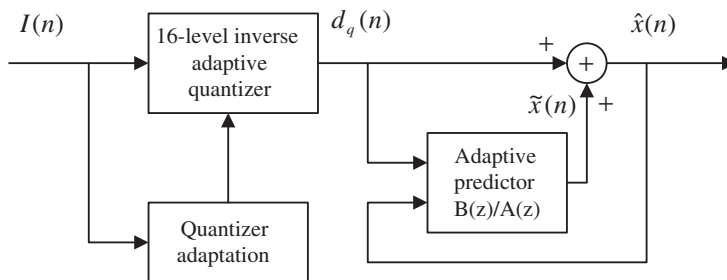 I(n)
16-level inverse
adaptive
quantizer
d_q(n)
+
+
x̂(n)
x̃(n)
+
Adaptive
predictor
B(z)/A(z)
Quantizer
adaptation